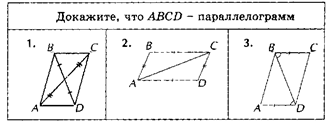 Докажите, что ABCD – параллелограмм
1. 2. 3.
B C B C B C
A D A D A D